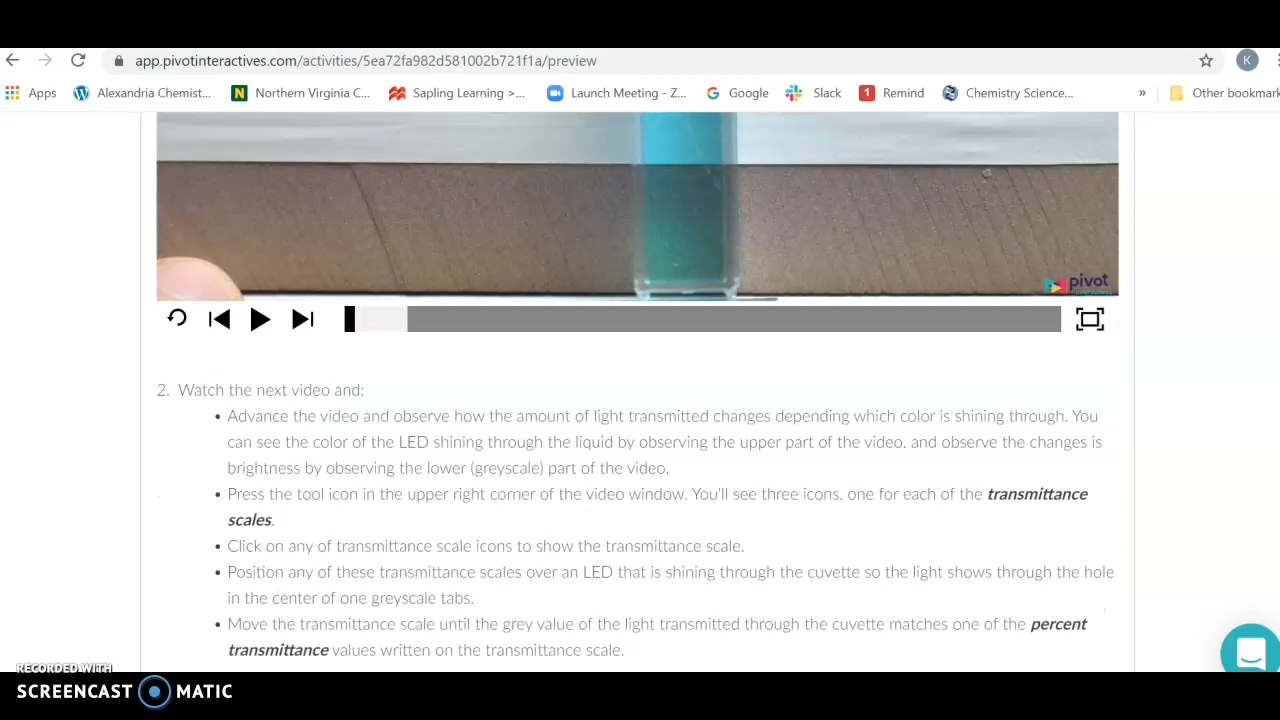 app.pivotinteractives.com/activities/5ea72fa982d581002b721f1a/preview
K
Apps
Alexandria Chemist...
N
Northern Virginia C...
Sapling Learning >...
Launch Meeting - Z...
Google
Slack
1
Remind
Chemistry Science...
»
Other bookmark
pivot
2. Watch the next video and:
• Advance the video and observe how the amount of light transmitted changes depending which color is shining through. You
can see the color of the LED shining through the liquid by observing the upper part of the video. and observe the changes is
brightness by observing the lower (greyscale) part of the video.
• Press the tool icon in the upper right corner of the video window. You'll see three icons, one for each of the transmittance
scales.
• Click on any of transmittance scale icons to show the transmittance scale.
• Position any of these transmittance scales over an LED that is shining through the cuvette so the light shows through the hole
in the center of one greyscale tabs.
• Move the transmittance scale until the grey value of the light transmitted through the cuvette matches one of the percent
transmittance values written on the transmittance scale.
RECORDED WITH
SCREENCAST MATIC